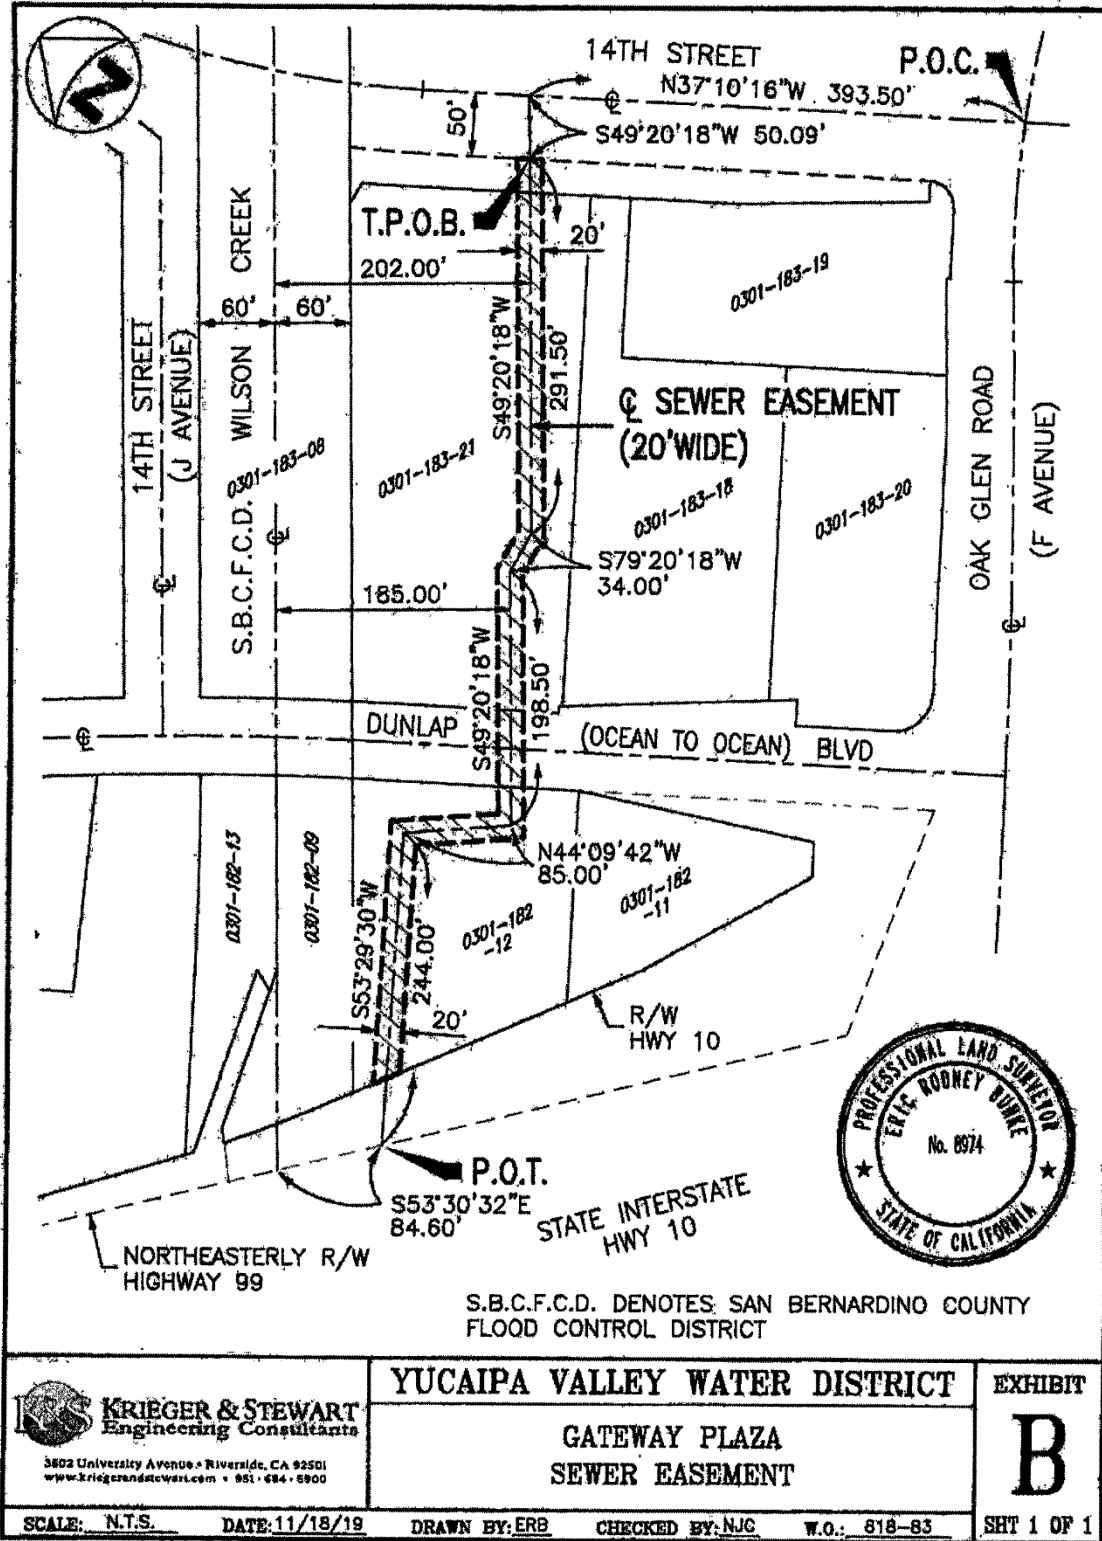 14TH STREET
N37°10'16"W 393.50'
P.O.C.
N
50'
℄
S49°20'18"W 50.09'
T.P.O.B.
20'
202.00'
60' 60'
0301-183-19
14TH STREET
(J AVENUE)
S.B.C.F.C.D. WILSON CREEK
0301-183-08
0301-183-21
S49°20'18"W
291.50'
℄ SEWER EASEMENT
(20'WIDE)
0301-183-18
0301-183-20
OAK GLEN ROAD
(F AVENUE)
℄
℄
℄
S79°20'18"W
34.00'
185.00'
S49°20'18"W
198.50'
℄
DUNLAP (OCEAN TO OCEAN) BLVD
N44°09'42"W
85.00'
0301-182-13
0301-182-09
S53°29'30"W
244.00'
0301-182
-12
0301-182
-11
20'
R/W
HWY 10
P.O.T.
S53°30'32"E
84.60'
STATE INTERSTATE
HWY 10
NORTHEASTERLY R/W
HIGHWAY 99
PROFESSIONAL LAND SURVEYOR
ERIC RODNEY BURKE
No. 8974
STATE OF CALIFORNIA
S.B.C.F.C.D. DENOTES SAN BERNARDINO COUNTY
FLOOD CONTROL DISTRICT
K&S
KRIEGER & STEWART
Engineering Consultants
3602 University Avenue • Riverside, CA 92501
www.kriegerandstewart.com • 951-684-6900
YUCAIPA VALLEY WATER DISTRICT
GATEWAY PLAZA
SEWER EASEMENT
EXHIBIT
B
SHT 1 OF 1
SCALE: N.T.S. DATE: 11/18/19 DRAWN BY: ERB CHECKED BY: NJC W.O.: 818-83